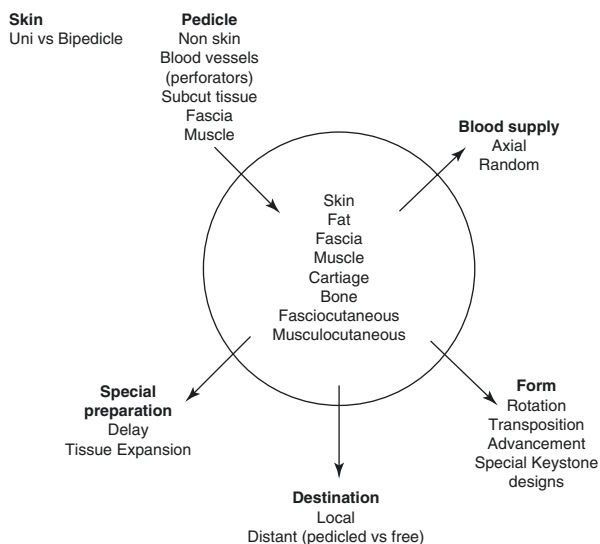 Skin
Uni vs Bipedicle
Pedicle
Non skin
Blood vessels
(perforators)
Subcut tissue
Fascia
Muscle
Blood supply
Axial
Random
Skin
Fat
Fascia
Muscle
Cartiage
Bone
Fasciocutaneous
Musculocutaneous
Special
preparation
Delay
Tissue Expansion
Form
Rotation
Transposition
Advancement
Special Keystone
designs
Destination
Local
Distant (pedicled vs free)